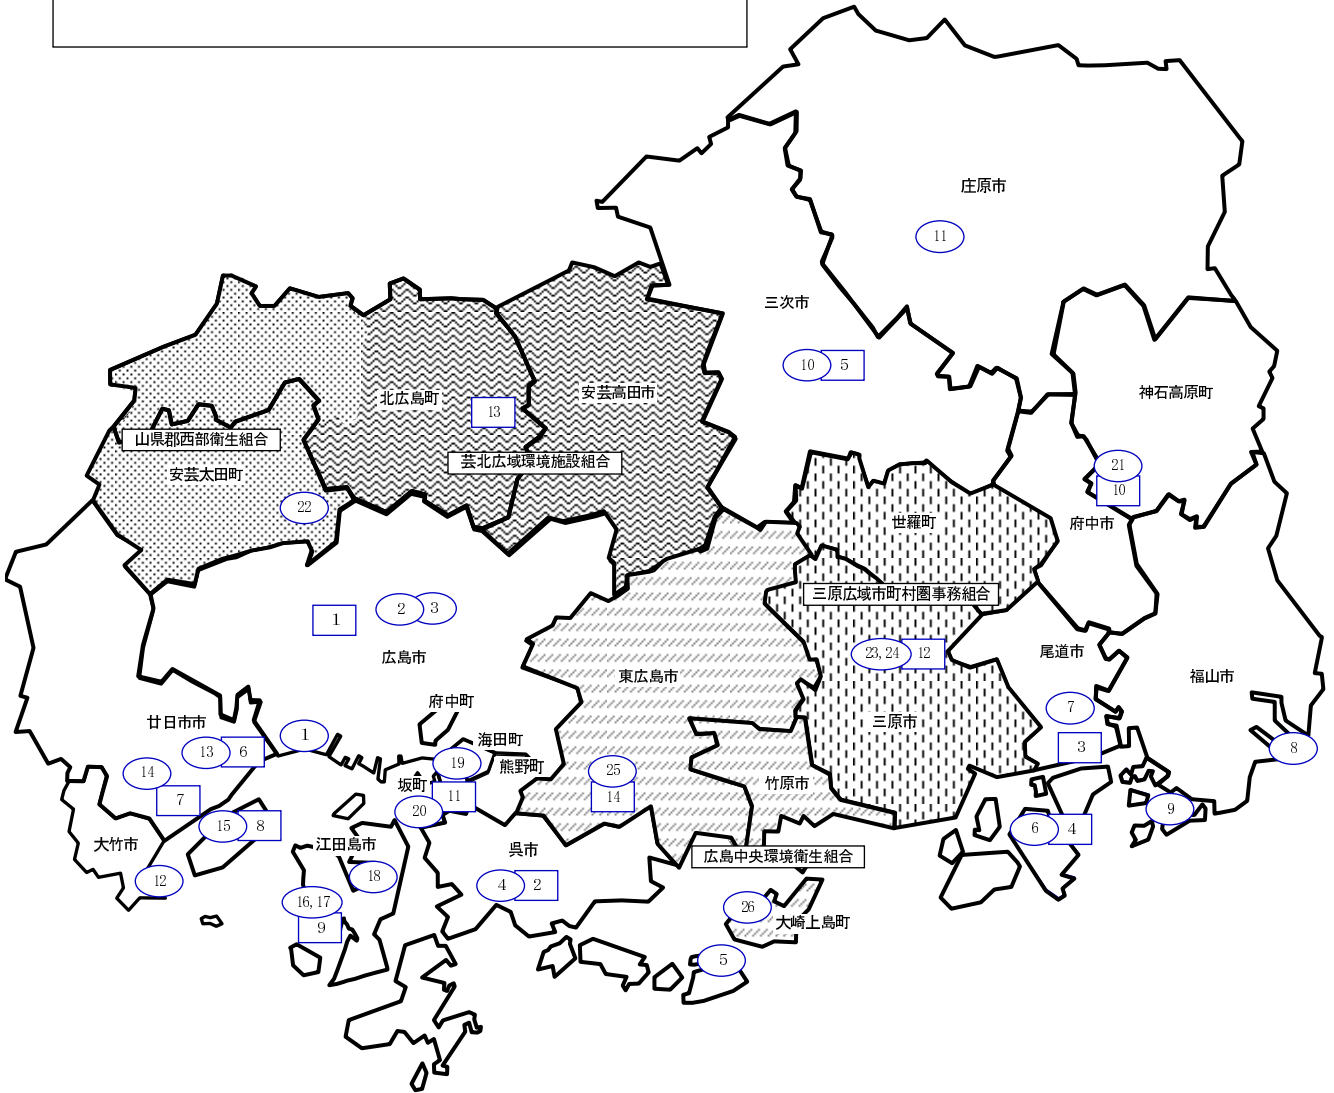 庄原市
11
三次市
10
5
神石高原町
北広島町
安芸高田市
13
山県郡西部衛生組合
芸北広域環境施設組合
安芸太田町
21
10
22
世羅町
府中市
三原広域市町村圏事務組合
1
2
3
広島市
23,24
12
尾道市
東広島市
福山市
府中町
7
廿日市市
三原市
1
海田町
3
8
13
6
熊野町
19
14
坂町
25
竹原市
7
11
14
9
20
15
8
6
4
大竹市
江田島市
呉市
広島中央環境衛生組合
12
18
4
2
16,17
26
9
大崎上島町
5